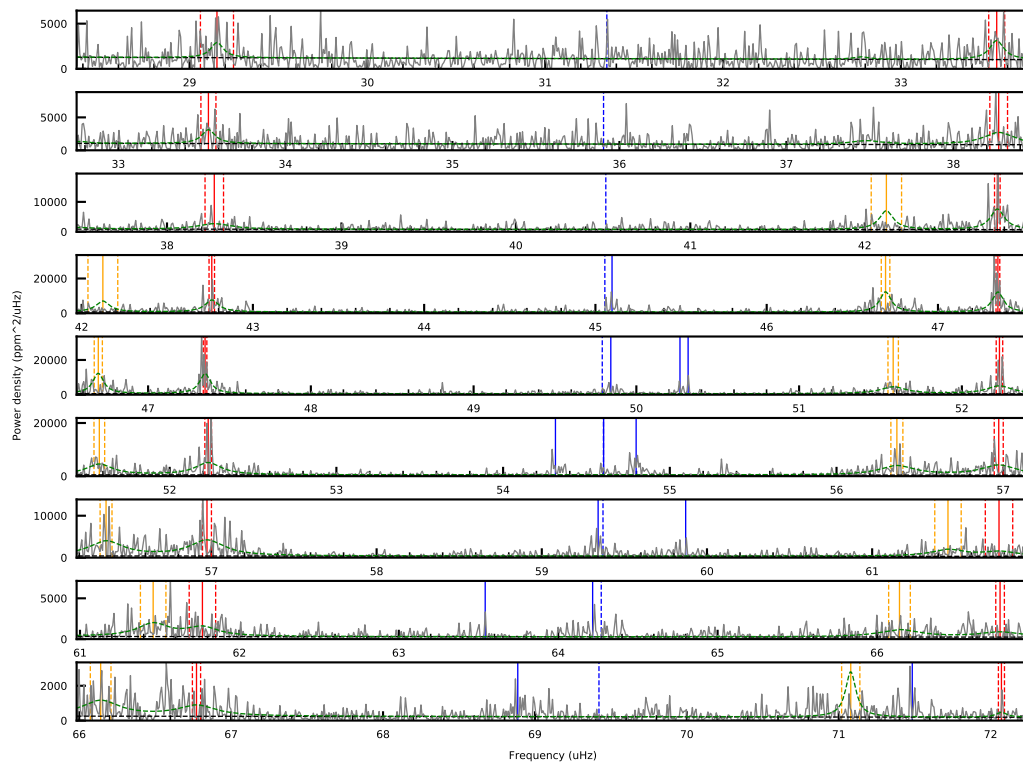 5000
0
29 30 31 32 33
5000
0
33 34 35 36 37 38
10000
0
38 39 40 41 42
20000
0
42 43 44 45 46 47
20000
0
47 48 49 50 51 52
20000
0
52 53 54 55 56 57
10000
0
57 58 59 60 61
5000
0
61 62 63 64 65 66
2000
0
66 67 68 69 70 71 72
Power density (ppm^2/uHz)
Frequency (uHz)